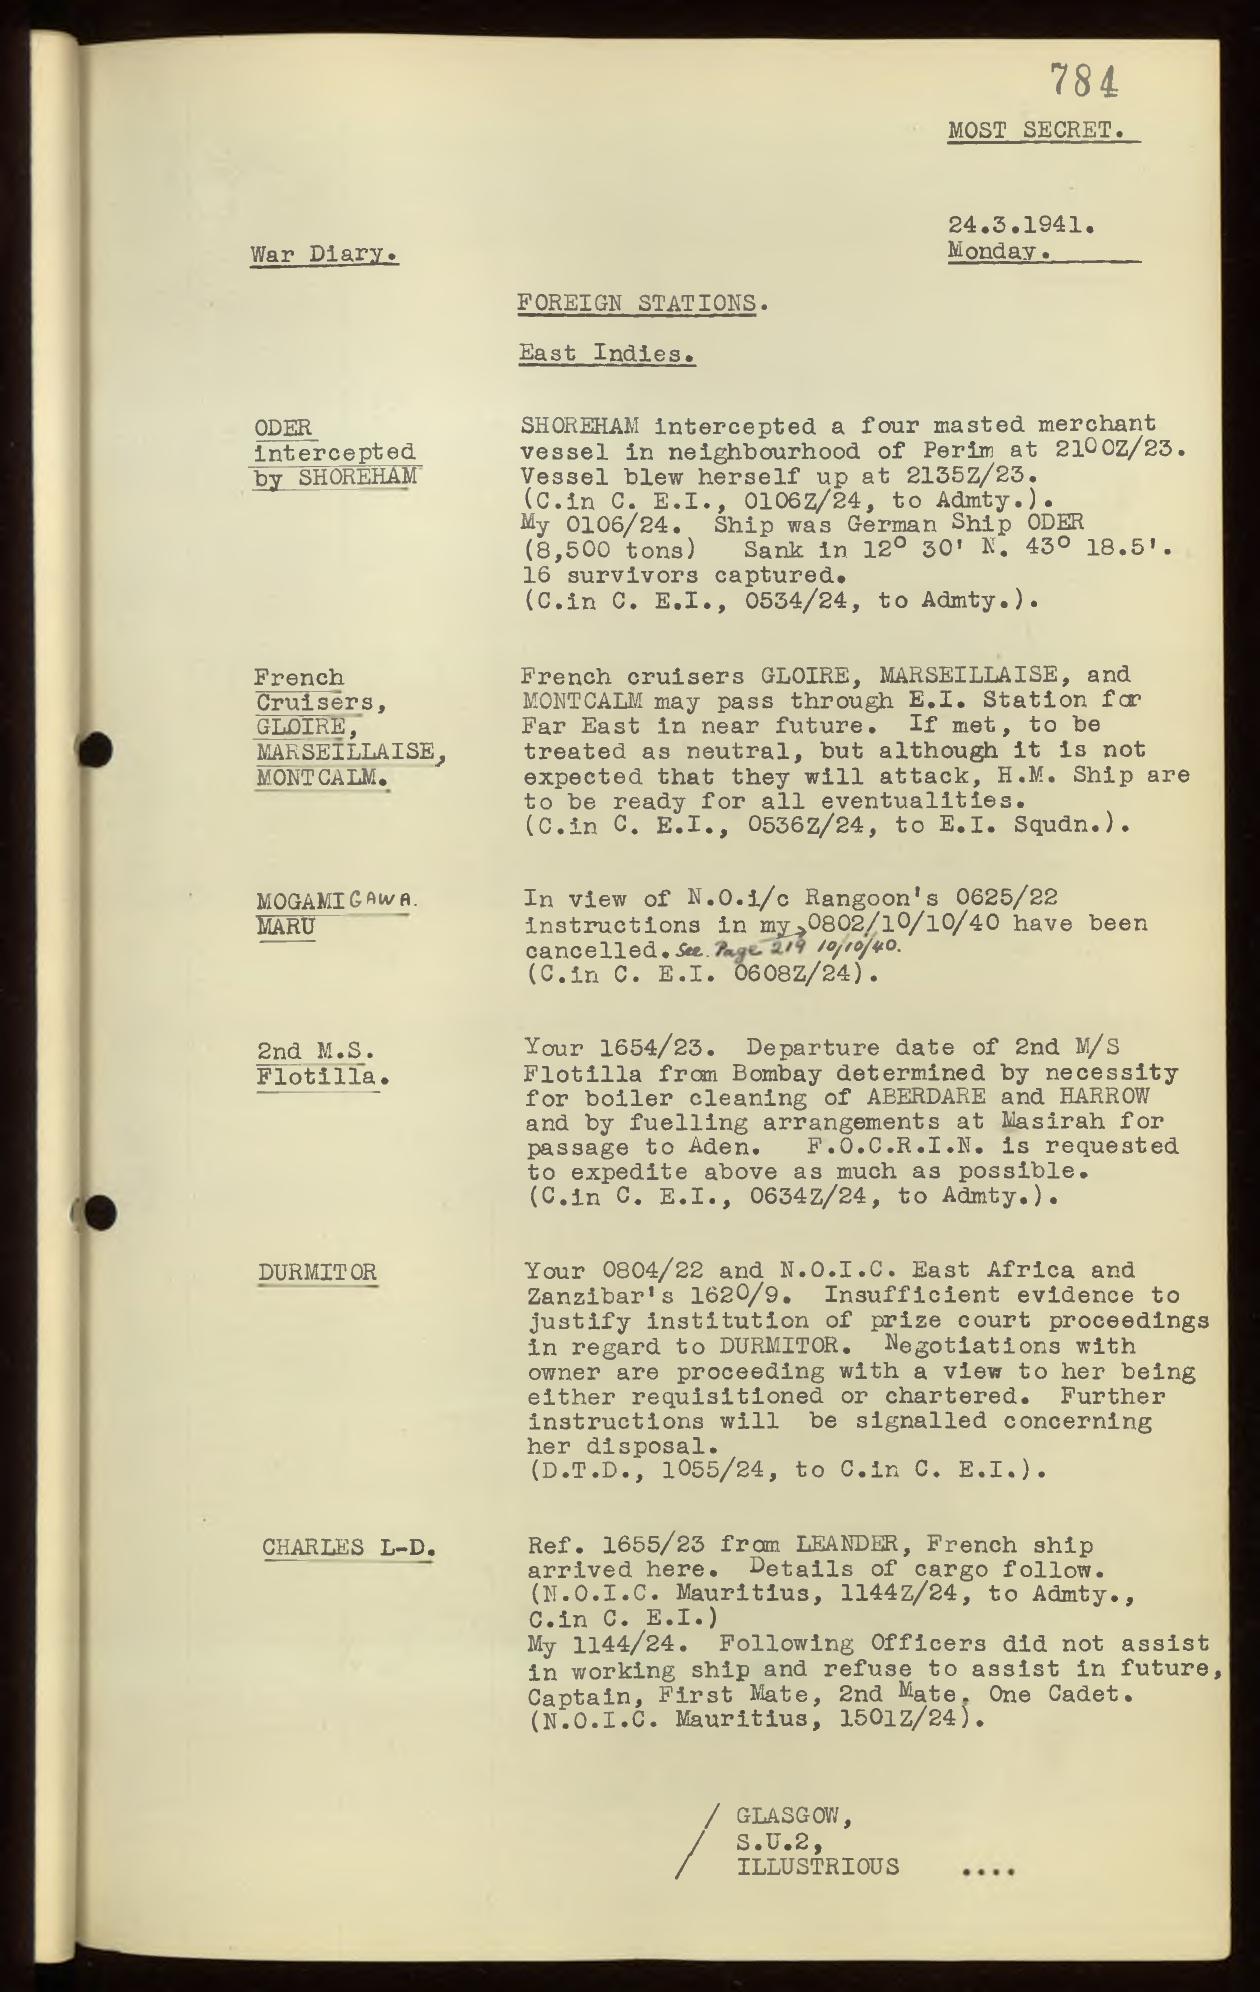 784
MOST SECRET.
24.3.1941.
War Diary.
Monday.
FOREIGN STATIONS.
East Indies.
ODER
intercepted
by SHOREHAM
SHOREHAM intercepted a four masted merchant
vessel in neighbourhood of Perim at 2100Z/23.
Vessel blew herself up at 2135Z/23.
(C.in C. E.I., 0106Z/24, to Admty.).
My 0106/24. Ship was German Ship ODER
(8,500 tons) Sank in 12° 30' N. 43° 18.5'.
16 survivors captured.
(C.in C. E.I., 0534/24, to Admty.).
French
Cruisers,
GLOIRE,
MARSEILLAISE,
MONTCALM.
French cruisers GLOIRE, MARSEILLAISE, and
MONTCALM may pass through E.I. Station for
Far East in near future. If met, to be
treated as neutral, but although it is not
expected that they will attack, H.M. Ship are
to be ready for all eventualities.
(C.in C. E.I., 0536Z/24, to E.I. Squdn.).
MOGAMIGAWA.
MARU
In view of N.O.i/c Rangoon's 0625/22
instructions in my 0802/10/10/40 have been
cancelled. See Page 219 10/10/40.
(C.in C. E.I. 0608Z/24).
2nd M.S.
Flotilla.
Your 1654/23. Departure date of 2nd M/S
Flotilla from Bombay determined by necessity
for boiler cleaning of ABERDARE and HARROW
and by fuelling arrangements at Masirah for
passage to Aden. F.O.C.R.I.N. is requested
to expedite above as much as possible.
(C.in C. E.I., 0634Z/24, to Admty.).
DURMITOR
Your 0804/22 and N.O.I.C. East Africa and
Zanzibar's 1620/9. Insufficient evidence to
justify institution of prize court proceedings
in regard to DURMITOR. Negotiations with
owner are proceeding with a view to her being
either requisitioned or chartered. Further
instructions will be signalled concerning
her disposal.
(D.T.D., 1055/24, to C.in C. E.I.).
CHARLES L-D.
Ref. 1655/23 from LEANDER, French ship
arrived here. Details of cargo follow.
(N.O.I.C. Mauritius, 1144Z/24, to Admty.,
C.in C. E.I.)
My 1144/24. Following Officers did not assist
in working ship and refuse to assist in future,
Captain, First Mate, 2nd Mate. One Cadet.
(N.O.I.C. Mauritius, 1501Z/24).
/ GLASGOW,
/ S.U.2,
/ ILLUSTRIOUS ....